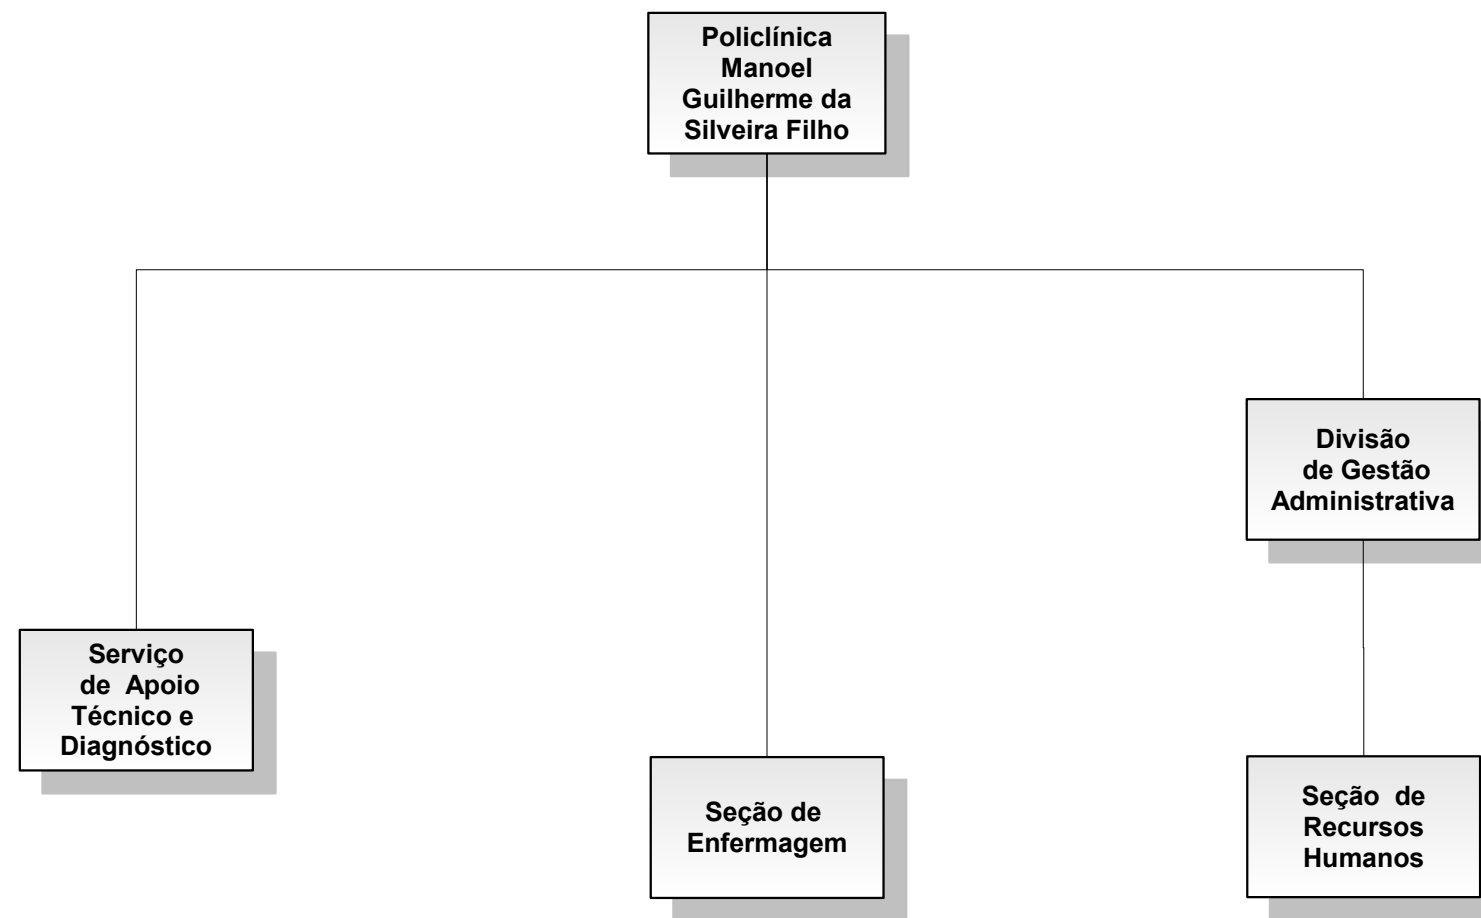 Policlínica
Manoel
Guilherme da
Silveira Filho
Divisão
de Gestão
Administrativa
Serviço
de Apoio
Técnico e
Diagnóstico
Seção de
Enfermagem
Seção de
Recursos
Humanos